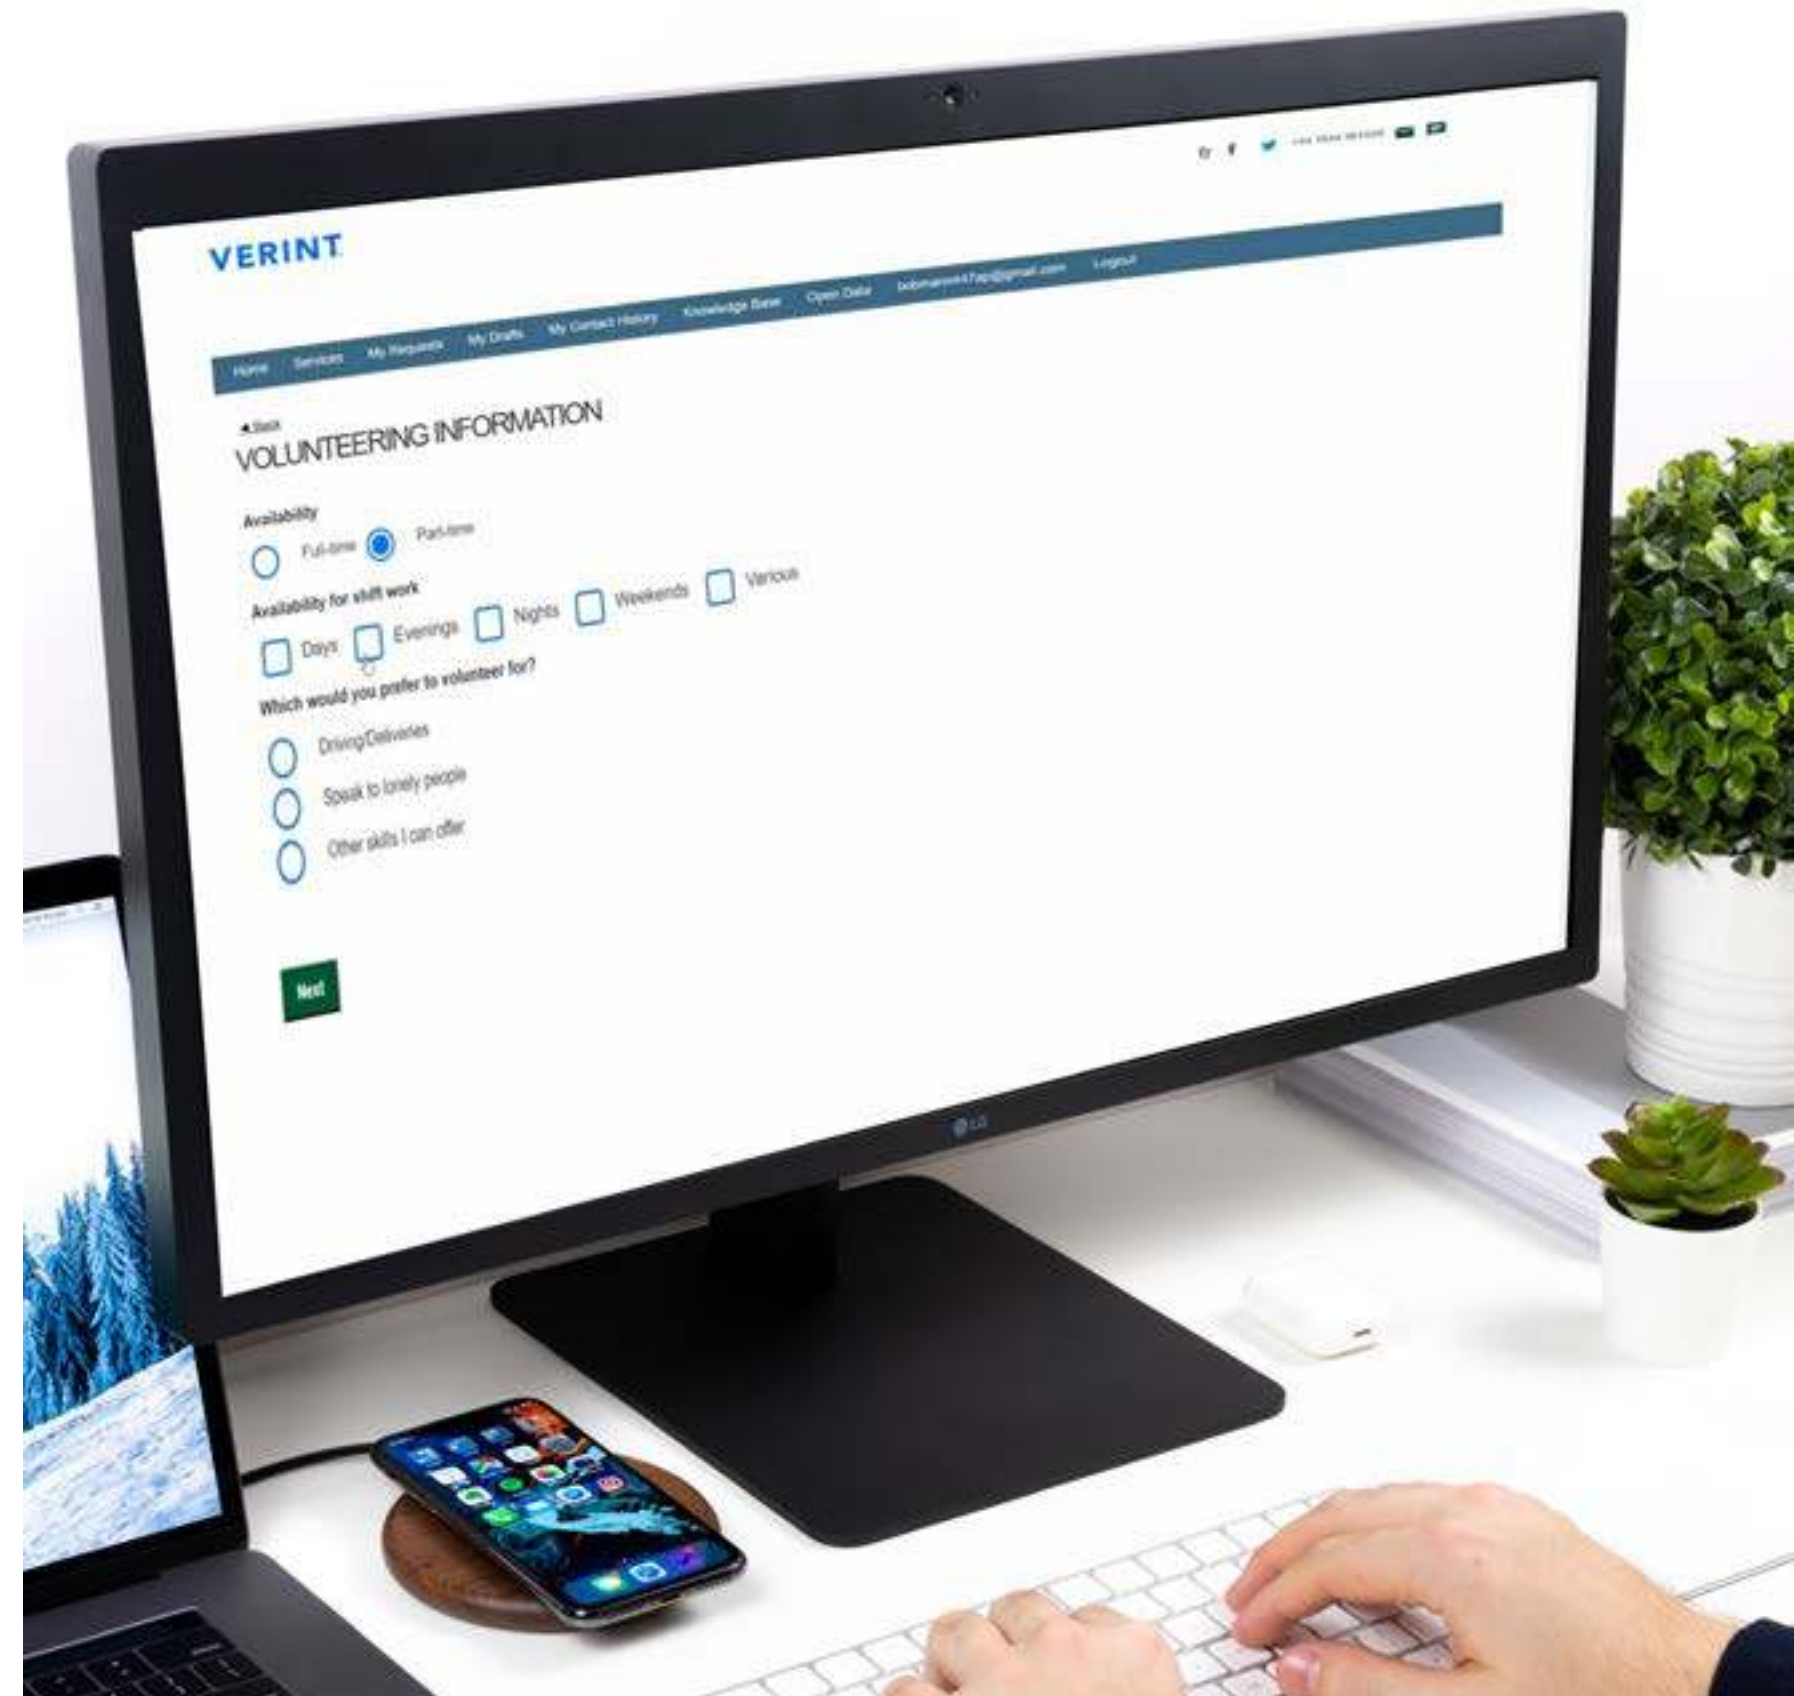 VERINT
Home Services My Requests My Drafts My Contact History Knowledge Base Open Data Logout
Back
VOLUNTEERING INFORMATION
Availability
Full-time Part-time
Availability for shift work
Days Evenings Nights Weekends Various
Which would you prefer to volunteer for?
Driving/Deliveries
Speak to lonely people
Other skills I can offer
Next
LG